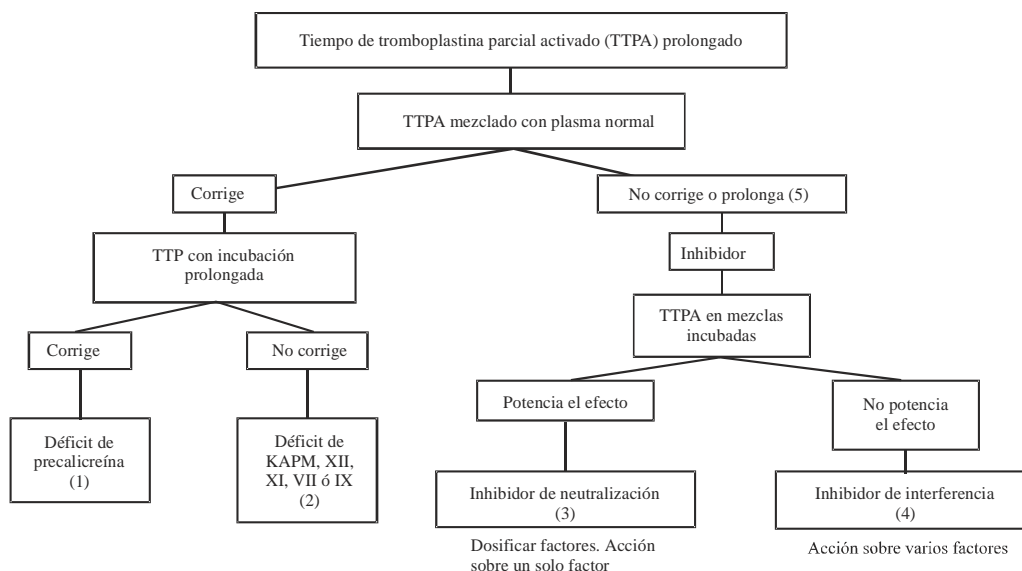 Tiempo de tromboplastina parcial activado (TTPA) prolongado
TTPA mezclado con plasma normal
Corrige
No corrige o prolonga (5)
TTP con incubación
prolongada
Inhibidor
TTPA en mezclas
incubadas
Corrige
No corrige
Potencia el efecto
No potencia
el efecto
Déficit de
precalicreína
(1)
Déficit de
KAPM, XII,
XI, VII ó IX
(2)
Inhibidor de neutralización
(3)
Inhibidor de interferencia
(4)
Dosificar factores. Acción
sobre un solo factor
Acción sobre varios factores